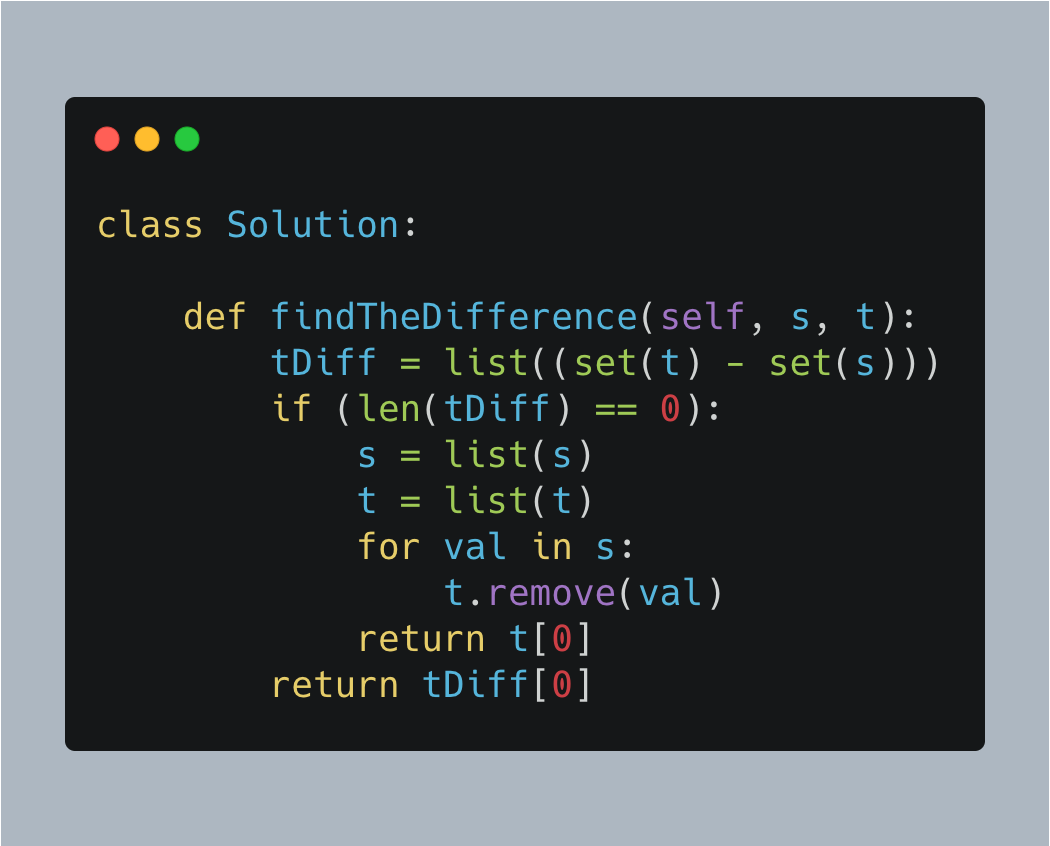 class Solution:

    def findTheDifference(self, s, t):
        tDiff = list((set(t) - set(s)))
        if (len(tDiff) == 0):
            s = list(s)
            t = list(t)
            for val in s:
                t.remove(val)
            return t[0]
        return tDiff[0]